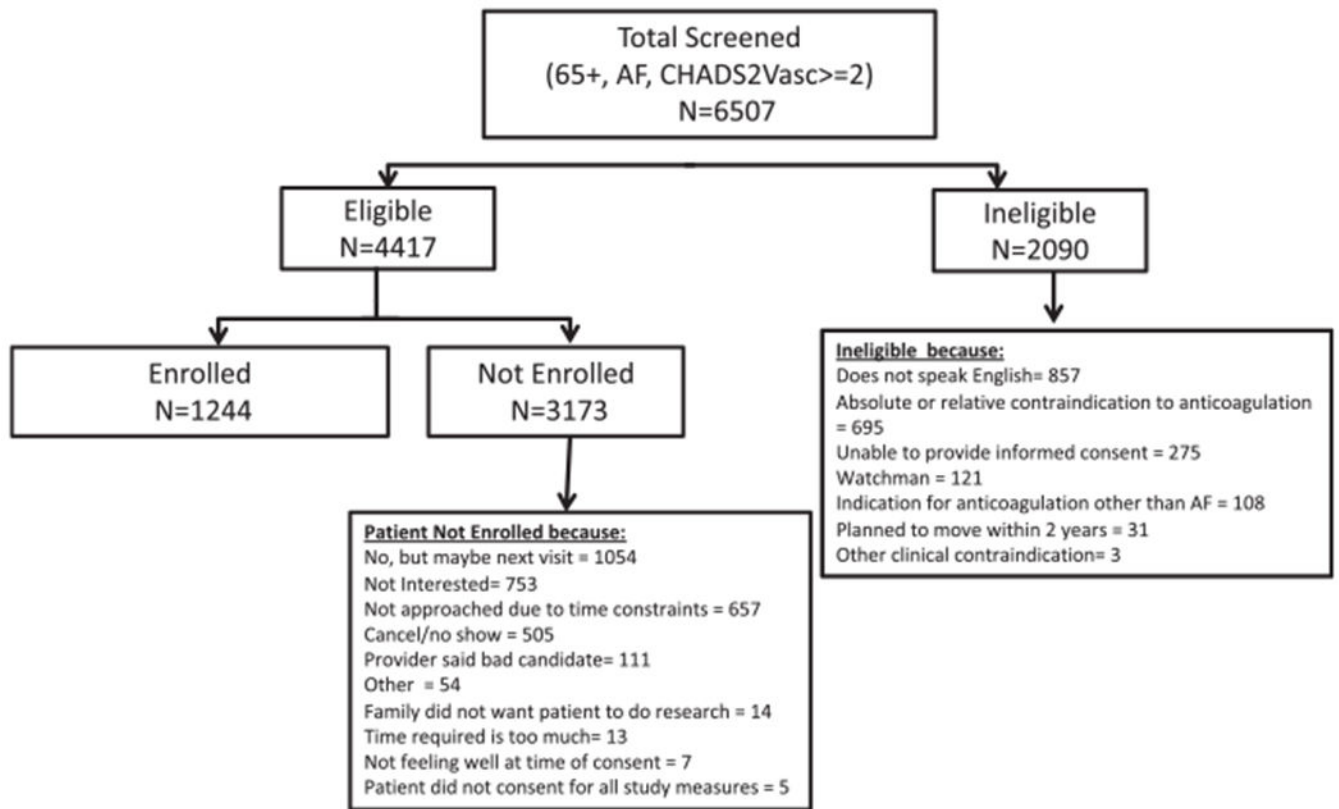 Total Screened
(65+, AF, CHADS2Vasc>=2)
N=6507
Eligible
N=4417
Ineligible
N=2090
Enrolled
N=1244
Not Enrolled
N=3173
Ineligible because:
Does not speak English= 857
Absolute or relative contraindication to anticoagulation
= 695
Unable to provide informed consent = 275
Watchman = 121
Indication for anticoagulation other than AF = 108
Planned to move within 2 years = 31
Other clinical contraindication= 3
Patient Not Enrolled because:
No, but maybe next visit = 1054
Not Interested= 753
Not approached due to time constraints = 657
Cancel/no show = 505
Provider said bad candidate= 111
Other = 54
Family did not want patient to do research = 14
Time required is too much= 13
Not feeling well at time of consent = 7
Patient did not consent for all study measures = 5